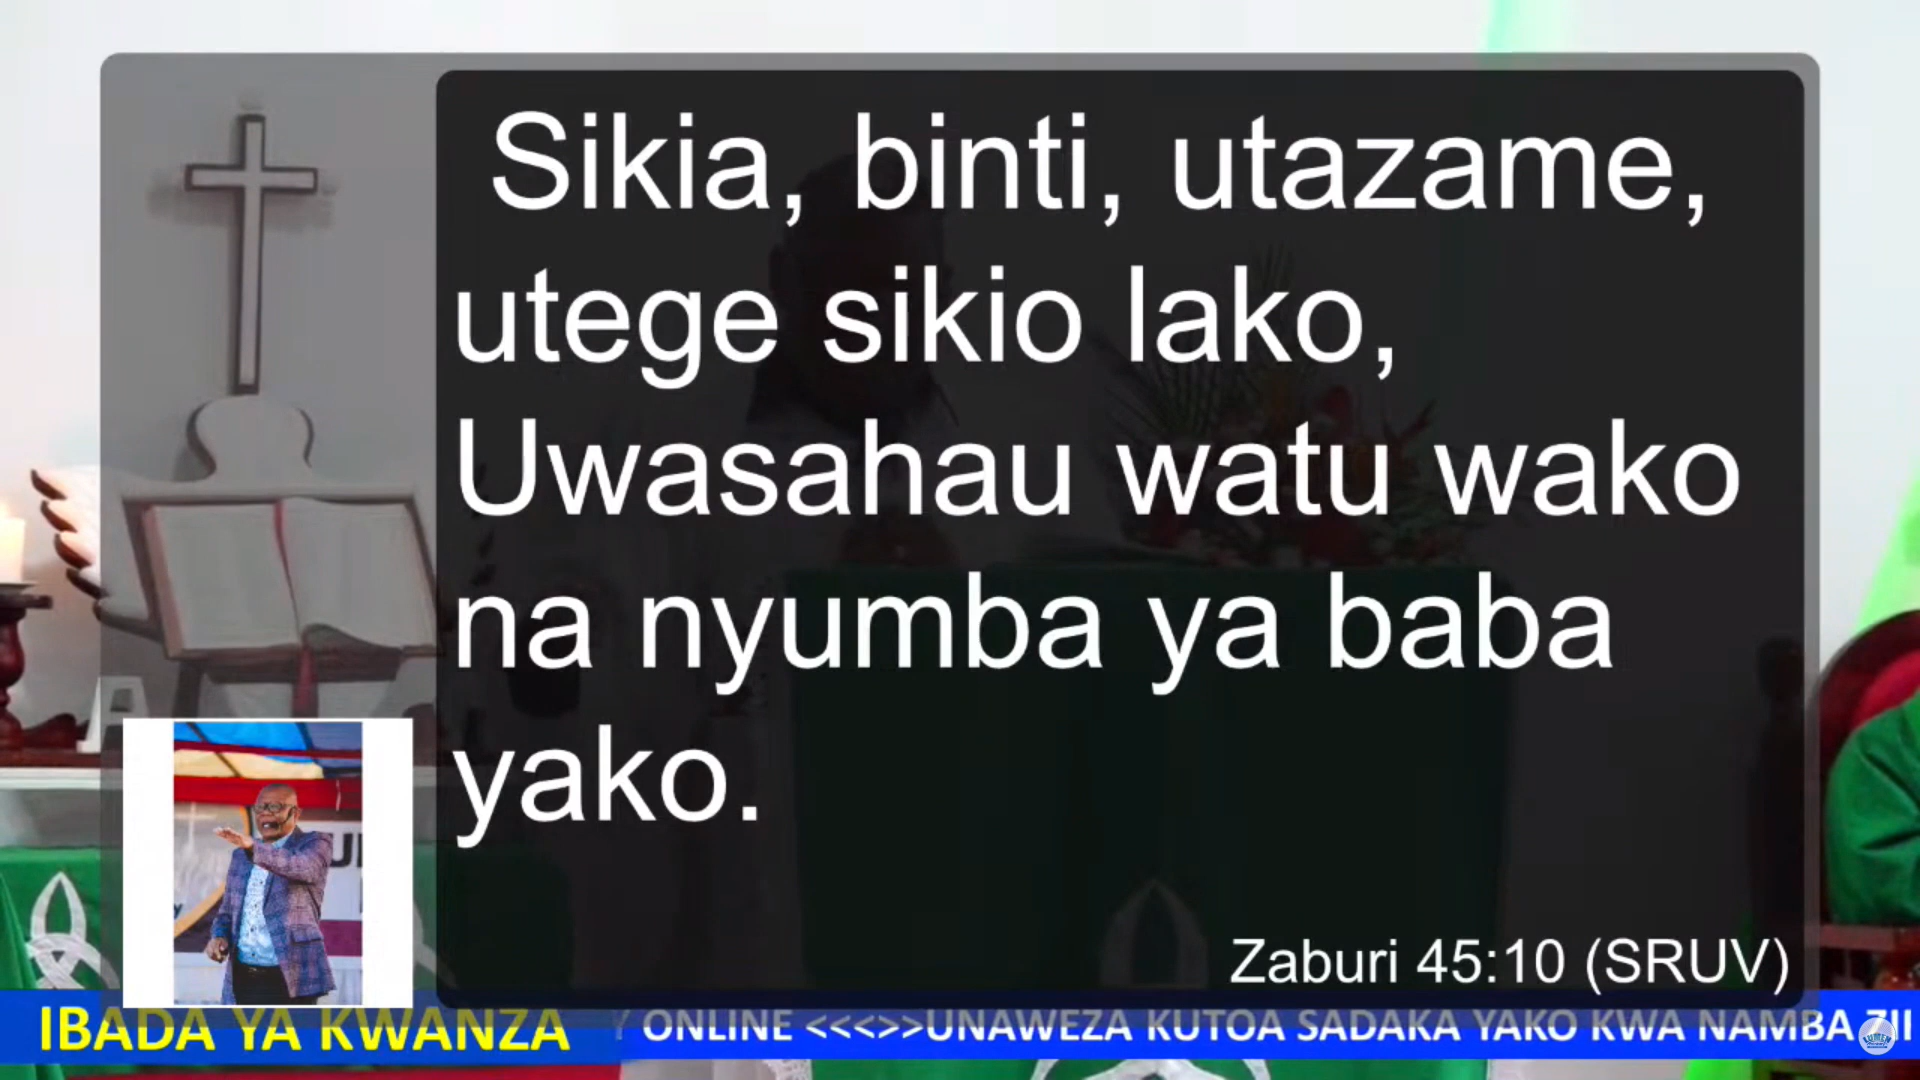 Sikia, binti, utazame,
utege sikio lako,
Uwasahau watu wako
na nyumba ya baba
yako.
Zaburi 45:10 (SRUV)
IBADA YA KWANZA
ONLINE <<<>>>UNAWEZA KUTOA SADAKA YAKO KWA NAMBA